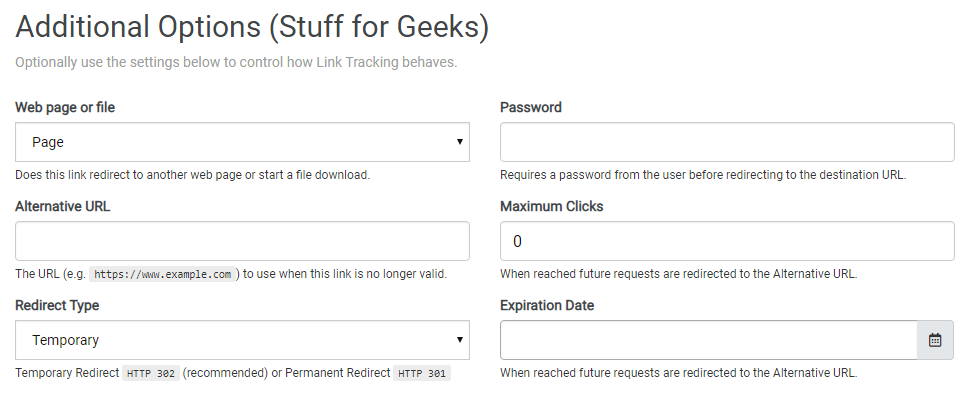 Additional Options (Stuff for Geeks)
Optionally use the settings below to control how Link Tracking behaves.
Web page or file
Page
Does this link redirect to another web page or start a file download.
Password
Requires a password from the user before redirecting to the destination URL.
Alternative URL
The URL (e.g. https://www.example.com ) to use when this link is no longer valid.
Maximum Clicks
0
When reached future requests are redirected to the Alternative URL.
Redirect Type
Temporary
Temporary Redirect HTTP 302 (recommended) or Permanent Redirect HTTP 301
Expiration Date
When reached future requests are redirected to the Alternative URL.